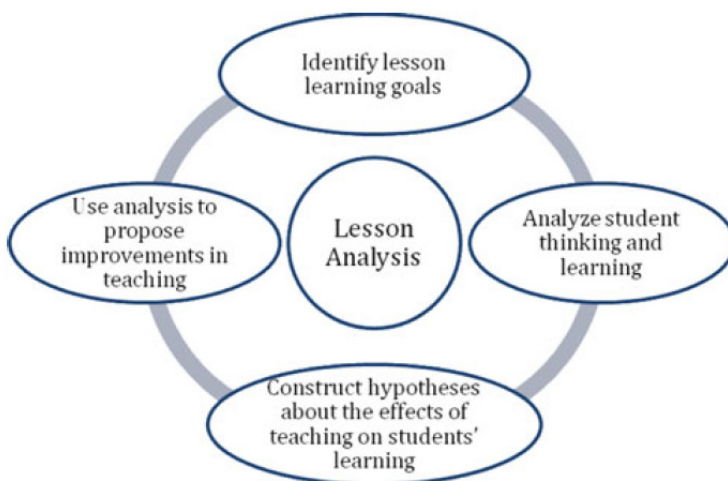 Identify lesson
learning goals
Use analysis to
propose
improvements in
teaching
Lesson
Analysis
Analyze student
thinking and
learning
Construct hypotheses
about the effects of
teaching on students’
learning